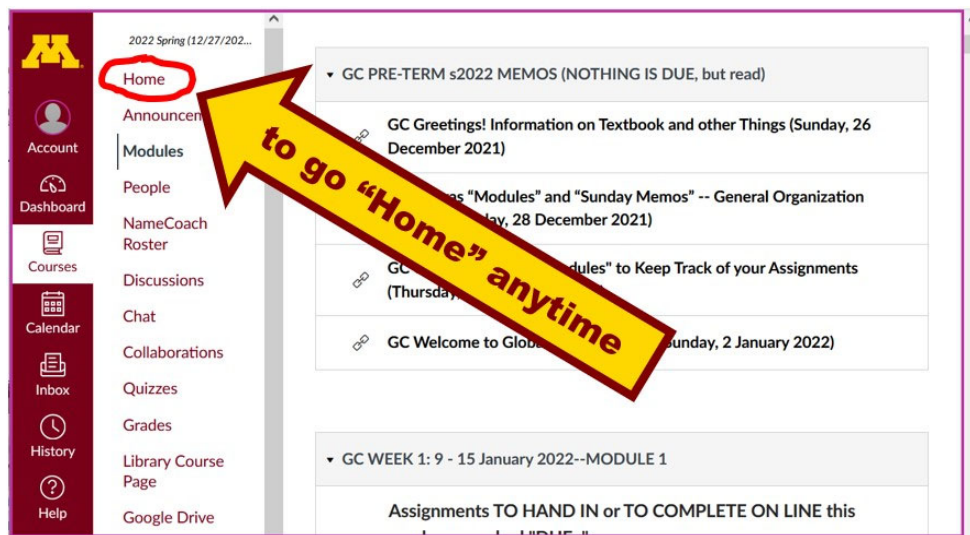 2022 Spring (12/27/202...
Home
Announcem
Modules
People
NameCoach
Roster
Discussions
Chat
Collaborations
Quizzes
Grades
Library Course
Page
Google Drive
Account
Dashboard
Courses
Calendar
Inbox
History
Help
GC PRE-TERM s2022 MEMOS (NOTHING IS DUE, but read)
GC Greetings! Information on Textbook and other Things (Sunday, 26
December 2021)
"Modules" and "Sunday Memos" -- General Organization
28 December 2021)
GC
to Keep Track of your Assignments
(Thursday,
GC Welcome to
2 January 2022)
GC WEEK 1: 9 - 15 January 2022--MODULE 1
Assignments TO HAND IN or TO COMPLETE ON LINE this
to go "Home" anytime